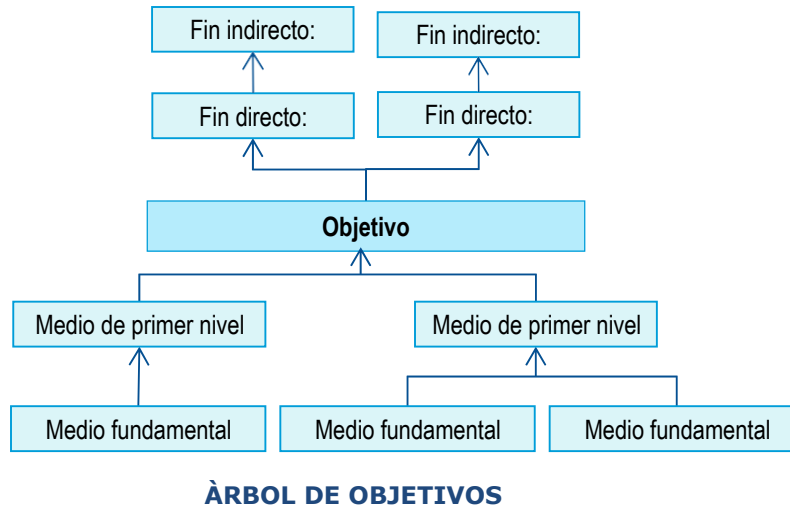 Fin indirecto:
Fin indirecto:
Fin directo:
Fin directo:
Objetivo
Medio de primer nivel
Medio de primer nivel
Medio fundamental
Medio fundamental
Medio fundamental
ÀRBOL DE OBJETIVOS